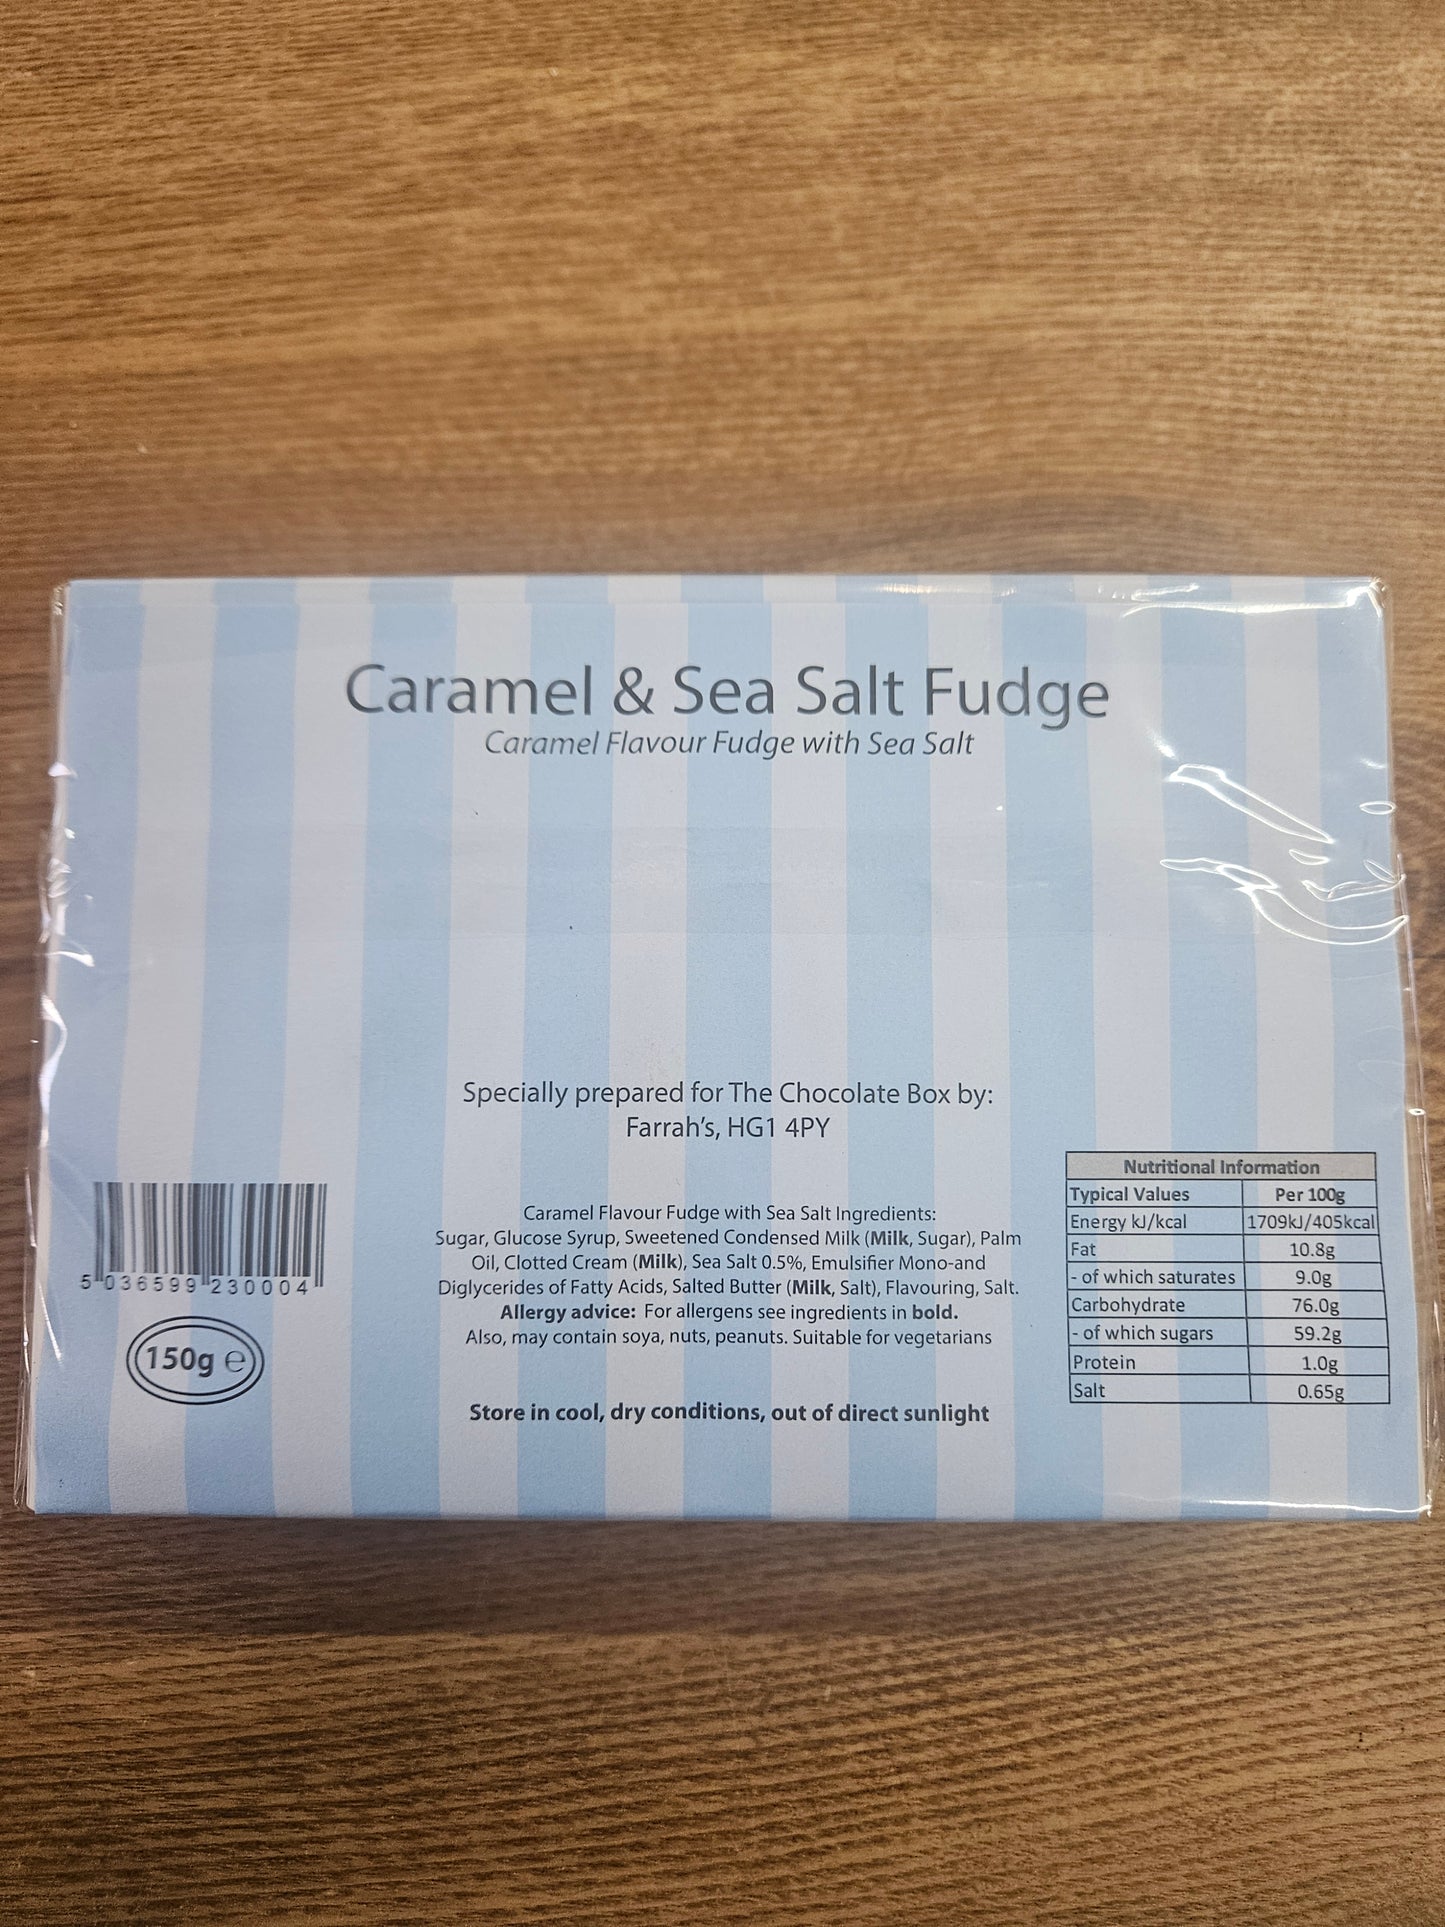 Caramel & Sea Salt Fudge
Caramel Flavour Fudge with Sea Salt
Specially prepared for The Chocolate Box by:
Farrah's, HG1 4PY
Caramel Flavour Fudge with Sea Salt Ingredients:
Sugar, Glucose Syrup, Sweetened Condensed Milk (Milk, Sugar), Palm
Oil, Clotted Cream (Milk), Sea Salt 0.5%, Emulsifier Mono-and
Diglycerides of Fatty Acids, Salted Butter (Milk, Salt), Flavouring, Salt.
Allergy advice: For allergens see ingredients in bold.
Also, may contain soya, nuts, peanuts. Suitable for vegetarians
Store in cool, dry conditions, out of direct sunlight
5 036599 230004
150g ℮
Nutritional Information
Typical Values Per 100g
Energy kJ/kcal 1709kJ/405kcal
Fat 10.8g
- of which saturates 9.0g
Carbohydrate 76.0g
- of which sugars 59.2g
Protein 1.0g
Salt 0.65g